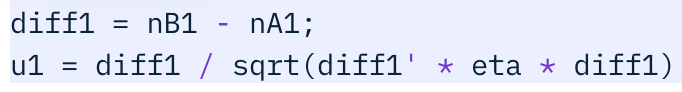 diff1 = nB1 - nA1;
u1 = diff1 / sqrt(diff1' * eta * diff1)